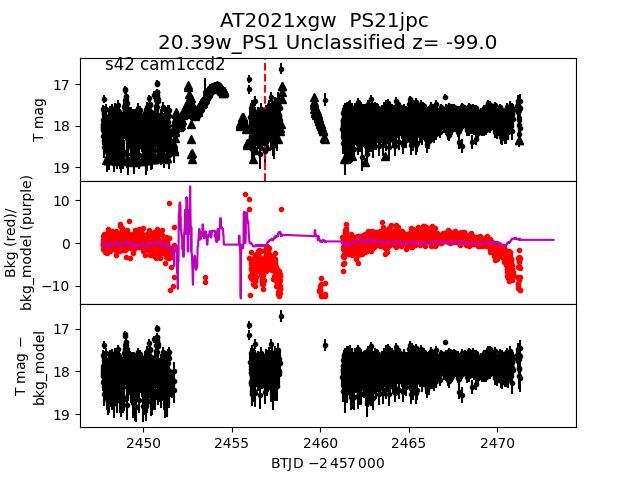 AT2021xgw  PS21jpc
20.39w_PS1 Unclassified z= -99.0
s42 cam1ccd2
T mag
17
18
19
Bkg (red)/
bkg_model (purple)
10
0
−10
T mag −
bkg_model
17
18
19
2450
2455
2460
2465
2470
BTJD −2 457 000